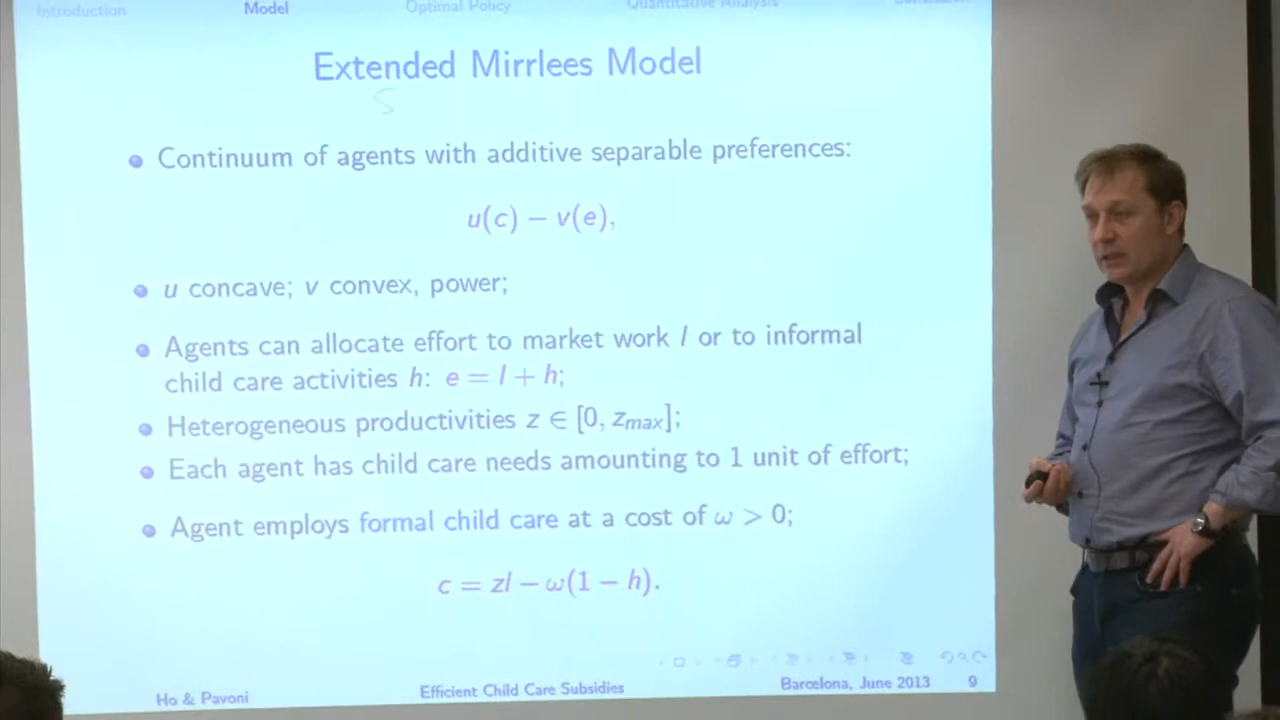 Introduction Model Optimal Policy Quantitative Analysis
Extended Mirrlees Model
Continuum of agents with additive separable preferences:
u(c) − v(e),
u concave; v convex, power;
Agents can allocate effort to market work l or to informal
child care activities h: e = l + h;
Heterogeneous productivities z ∈ [0, z_max];
Each agent has child care needs amounting to 1 unit of effort;
Agent employs formal child care at a cost of ω > 0;
c = zl − ω(1 − h).
Ho & Pavoni Efficient Child Care Subsidies Barcelona, June 2013 9